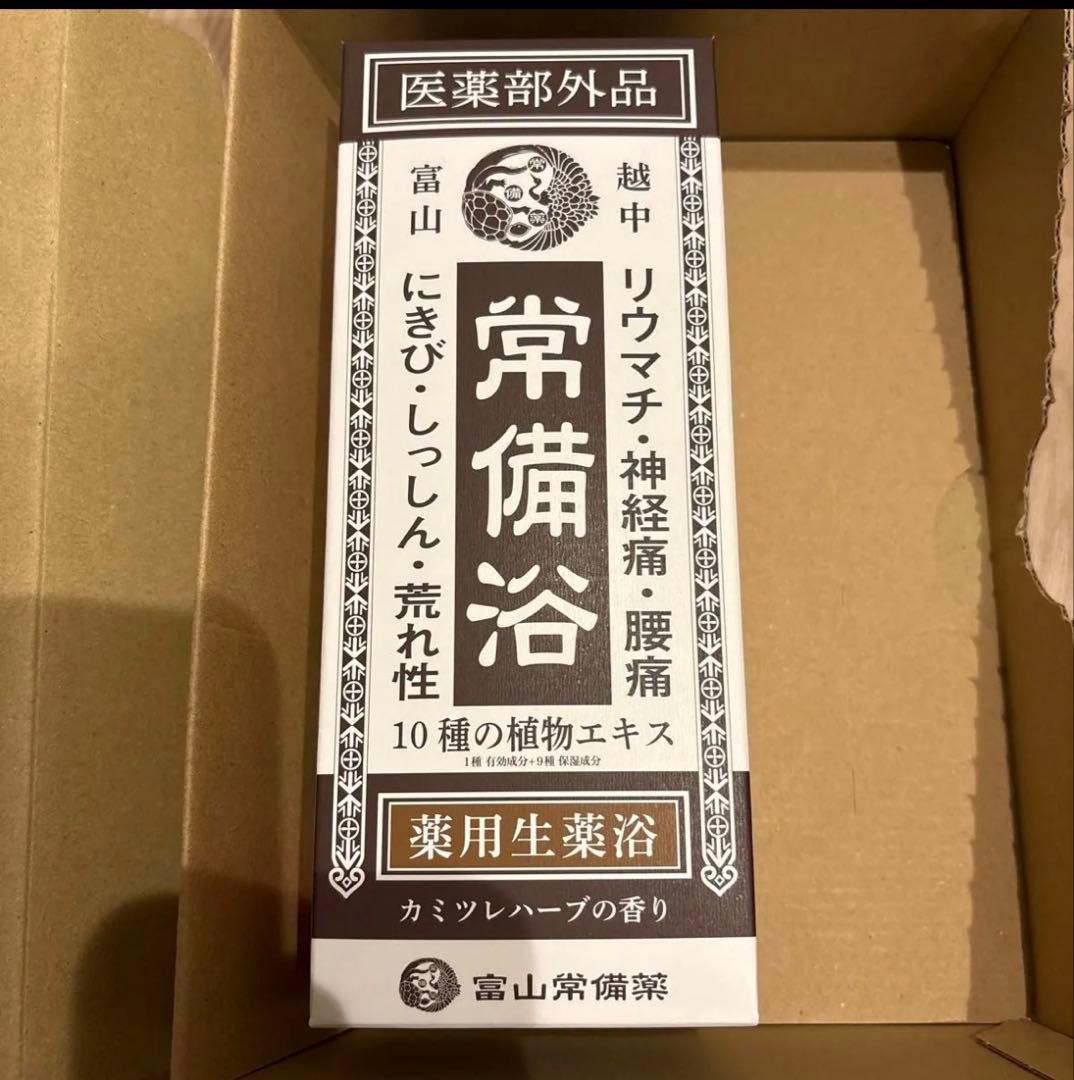 医薬部外品
越中
富山
常備薬
リウマチ・神経痛・腰痛
常備浴
にきび・しっしん・荒れ性
10種の植物エキス
1種 有効成分+9種 保湿成分
薬用生薬浴
カミツレハーブの香り
富山常備薬